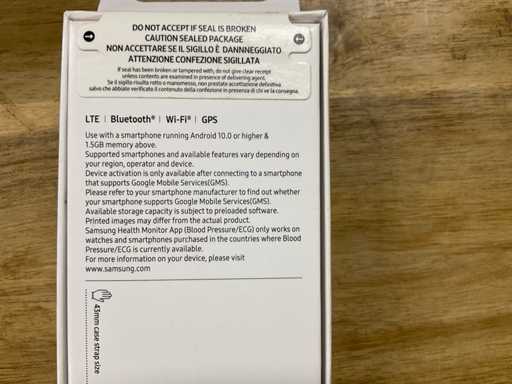 DO NOT ACCEPT IF SEAL IS BROKEN
CAUTION SEALED PACKAGE
NON ACCETTARE SE IL SIGILLO È DANNNEGGIATO
ATTENZIONE CONFEZIONE SIGILLATA
If seal has been broken or tampered with, do not give clear receipt
unless contents are examined in presence of delivering agent.
Se il sigillo risulta rotto o manomesso, non prestate accettazione definitiva
salvo che abbiate verificato il contenuto della confezione in presenza di chi ve la consegna.
LTE | Bluetooth® | Wi-Fi® | GPS
Use with a smartphone running Android 10.0 or higher &
1.5GB memory above.
Supported smartphones and available features vary depending on
your region, operator and device.
Device activation is only available after connecting to a smartphone
that supports Google Mobile Services(GMS).
Please refer to your smartphone manufacturer to find out whether
your smartphone supports Google Mobile Services(GMS).
Available storage capacity is subject to preloaded software.
Printed images may differ from the actual product.
Samsung Health Monitor App (Blood Pressure/ECG) only works on
watches and smartphones purchased in the countries where Blood
Pressure/ECG is currently available.
For more information on your device, please visit
www.samsung.com
43mm case strap size